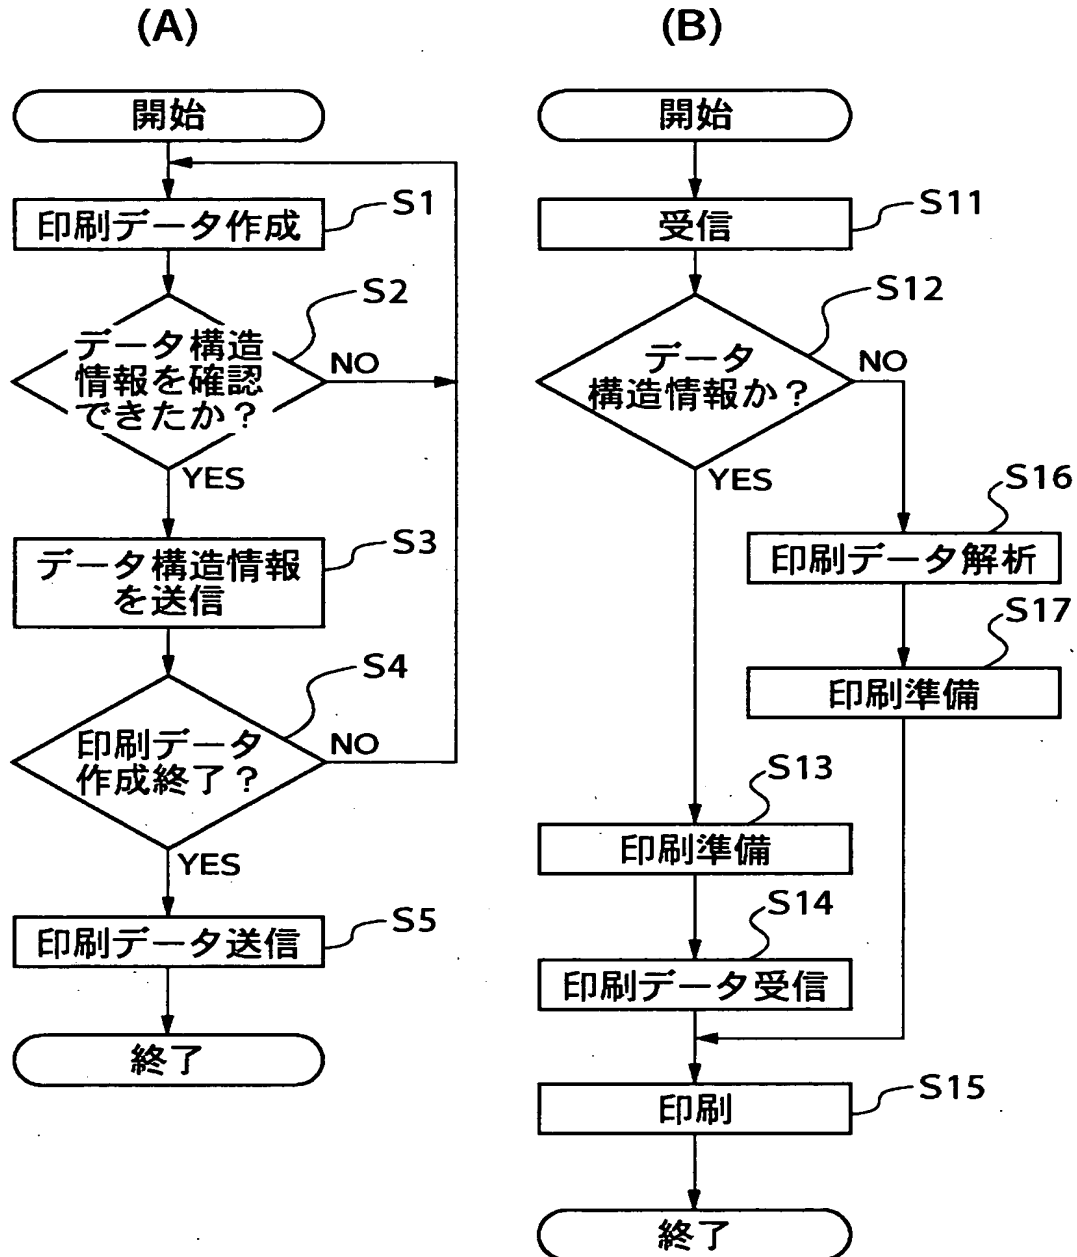 (A)
開始
印刷データ作成
S1
データ構造
情報を確認
できたか？
S2
NO
YES
データ構造情報
を送信
S3
印刷データ
作成終了？
S4
NO
YES
印刷データ送信
S5
終了
(B)
開始
受信
S11
データ
構造情報か？
S12
NO
YES
印刷データ解析
S16
印刷準備
S17
印刷準備
S13
印刷データ受信
S14
印刷
S15
終了